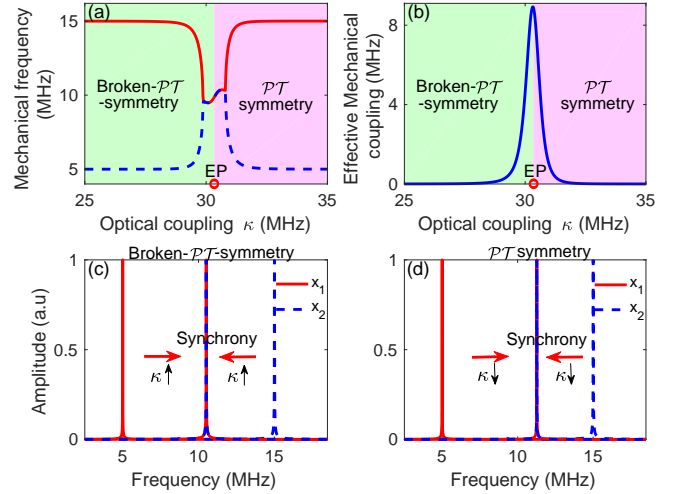 (a)
Mechanical frequency
(MHz)
15
10
5
Broken-𝒫𝒯
-symmetry
𝒫𝒯
symmetry
EP
25
30
35
Optical coupling κ (MHz)
(b)
Effective Mechanical
coupling (MHz)
8
4
0
Broken-𝒫𝒯
-symmetry
𝒫𝒯
symmetry
EP
25
30
35
Optical coupling κ (MHz)
Broken-𝒫𝒯-symmetry
(c)
Amplitude (a.u)
1
0.5
0
x1
x2
Synchrony
κ
κ
5
10
15
Frequency (MHz)
𝒫𝒯 symmetry
(d)
1
0.5
0
x1
x2
Synchrony
κ
κ
5
10
15
Frequency (MHz)